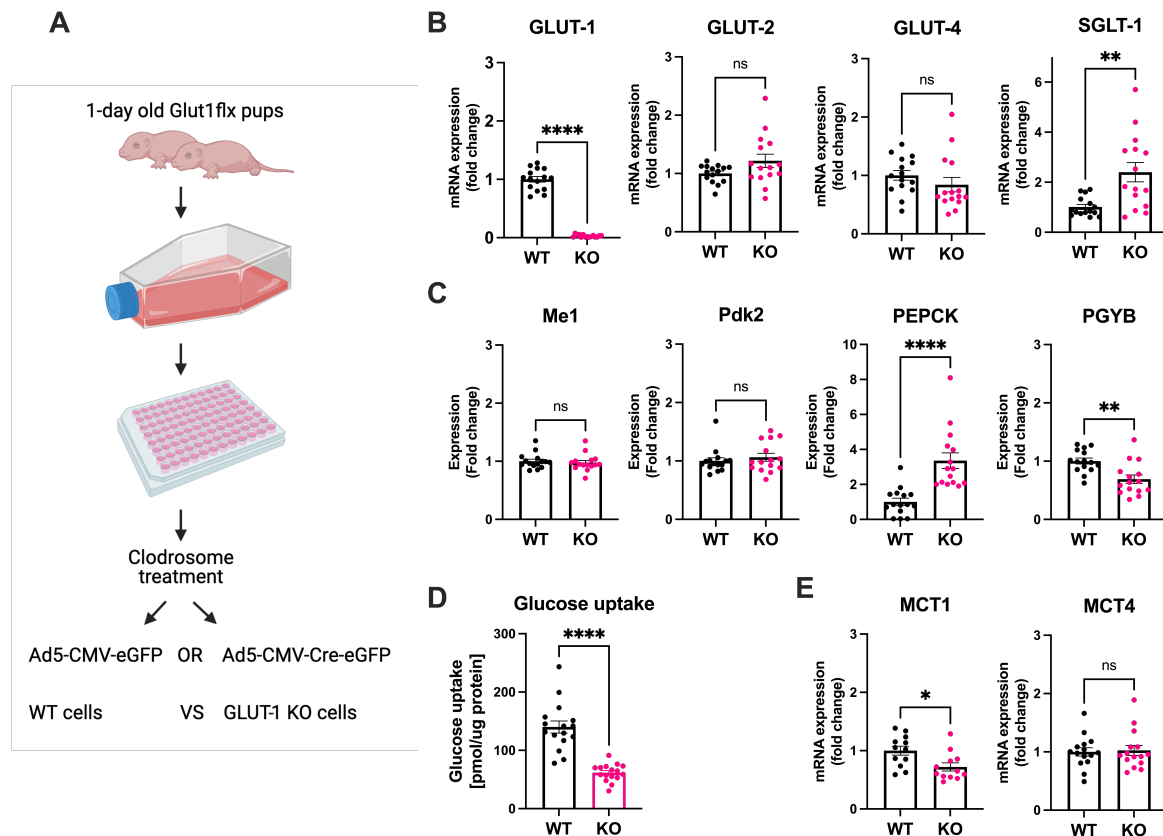 A
1-day old Glut1flx pups
Clodrosome
treatment
Ad5-CMV-eGFP OR Ad5-CMV-Cre-eGFP
WT cells VS GLUT-1 KO cells
B
GLUT-1
mRNA expression
(fold change)
3
2
1
0
****
WT KO
GLUT-2
mRNA expression
(fold change)
3
2
1
0
ns
WT KO
GLUT-4
mRNA expression
(fold change)
3
2
1
0
ns
WT KO
SGLT-1
mRNA expression
(fold change)
6
4
2
0
**
WT KO
C
Me1
Expression
(Fold change)
3
2
1
0
ns
WT KO
Pdk2
Expression
(Fold change)
3
2
1
0
ns
WT KO
PEPCK
Expression
(Fold change)
10
8
6
4
2
0
****
WT KO
PGYB
Expression
(Fold change)
3
2
1
0
**
WT KO
D
Glucose uptake
Glucose uptake
[pmol/ug protein]
300
200
100
0
****
WT KO
E
MCT1
mRNA expression
(fold change)
3
2
1
0
*
WT KO
MCT4
mRNA expression
(fold change)
3
2
1
0
ns
WT KO